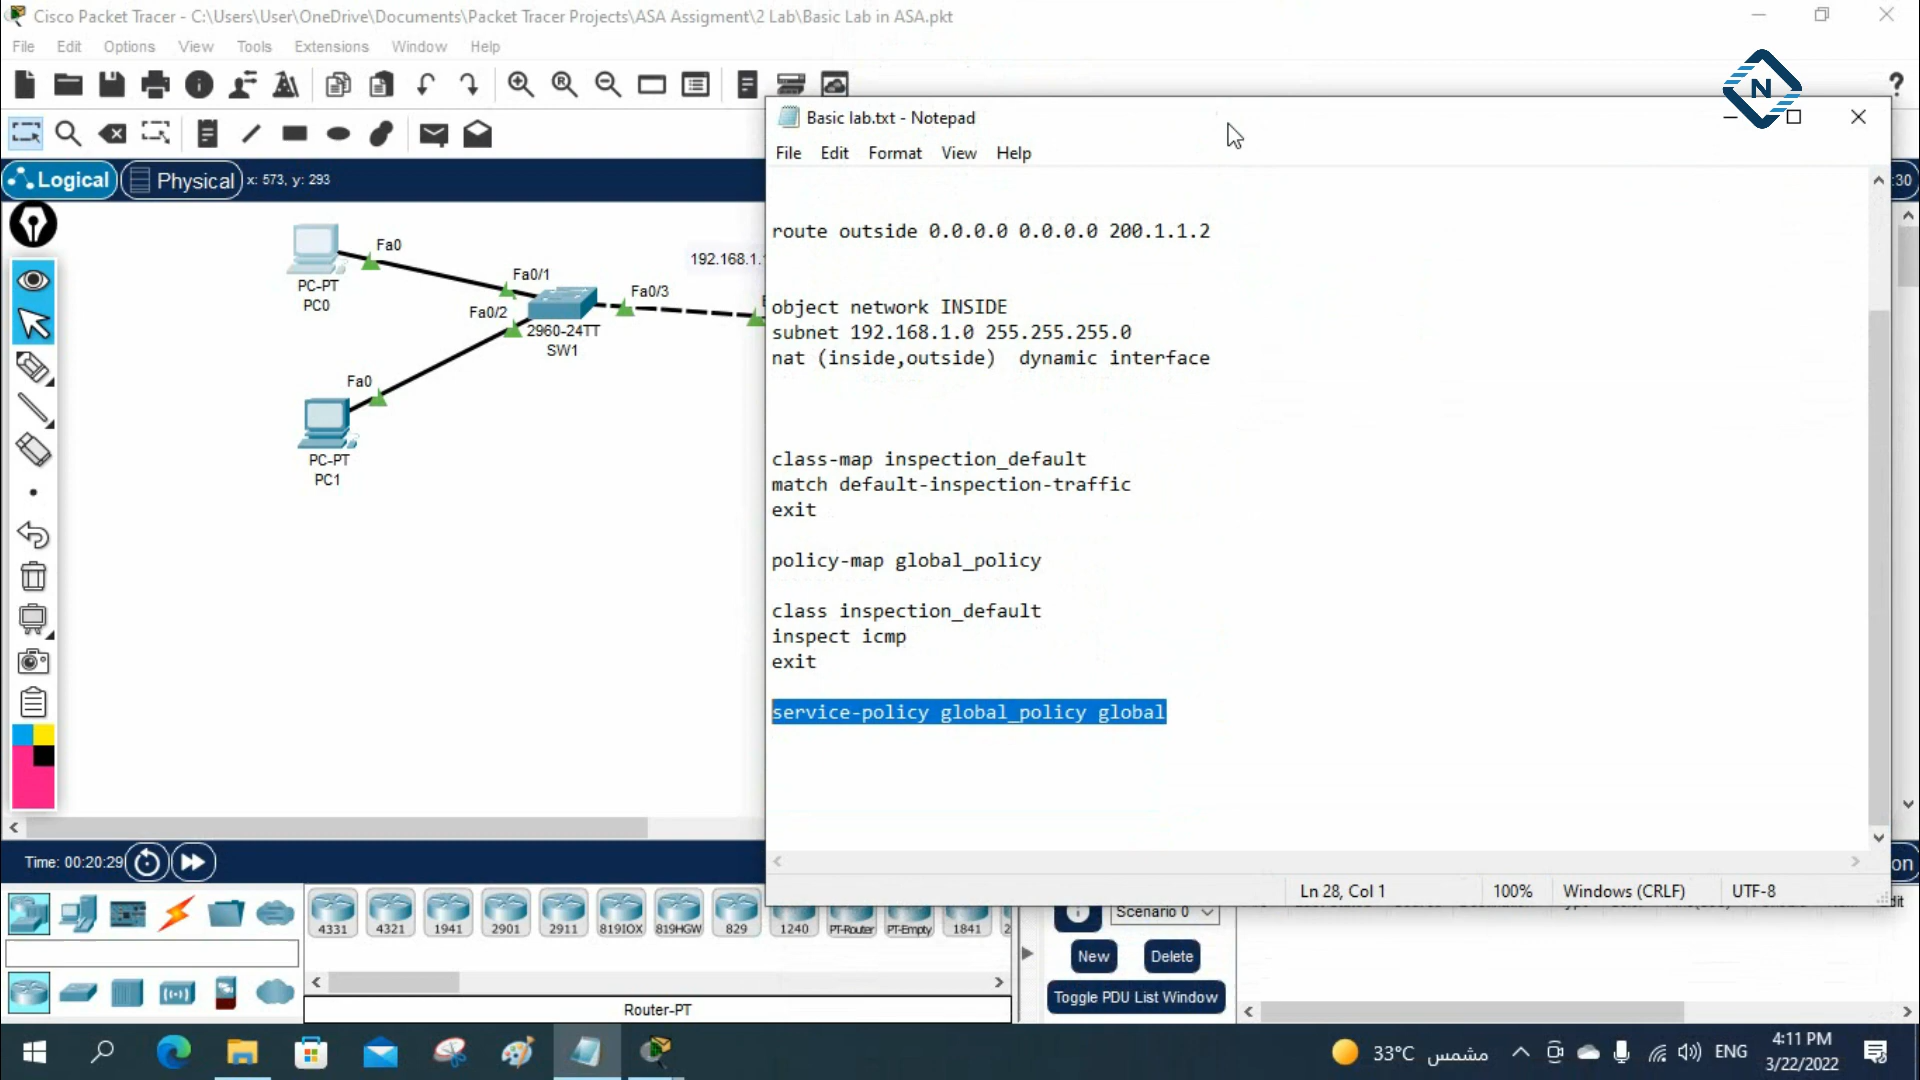 Cisco Packet Tracer - C:\Users\User\OneDrive\Documents\Packet Tracer Projects\ASA Assigment\2 Lab\Basic Lab in ASA.pkt
File Edit Options View Tools Extensions Window Help
N
Basic lab.txt - Notepad
File Edit Format View Help
Logical Physical x: 573, y: 293
:30
route outside 0.0.0.0 0.0.0.0 200.1.1.2
object network INSIDE
subnet 192.168.1.0 255.255.255.0
nat (inside,outside)  dynamic interface
class-map inspection_default
match default-inspection-traffic
exit
policy-map global_policy
class inspection_default
inspect icmp
exit
service-policy global_policy global
Ln 28, Col 1 100% Windows (CRLF) UTF-8
Fa0
PC-PT
PC0
192.168.1.
Fa0/1
Fa0/2
Fa0/3
2960-24TT
SW1
Fa0
PC-PT
PC1
Time: 00:20:29
on
4331 4321 1941 2901 2911 819IOX 819HGW 829 1240 PT-Router PT-Empty 1841 2
Router-PT
Scenario 0
New Delete
Toggle PDU List Window
dit
33°C مشمس
ENG
4:11 PM
3/22/2022